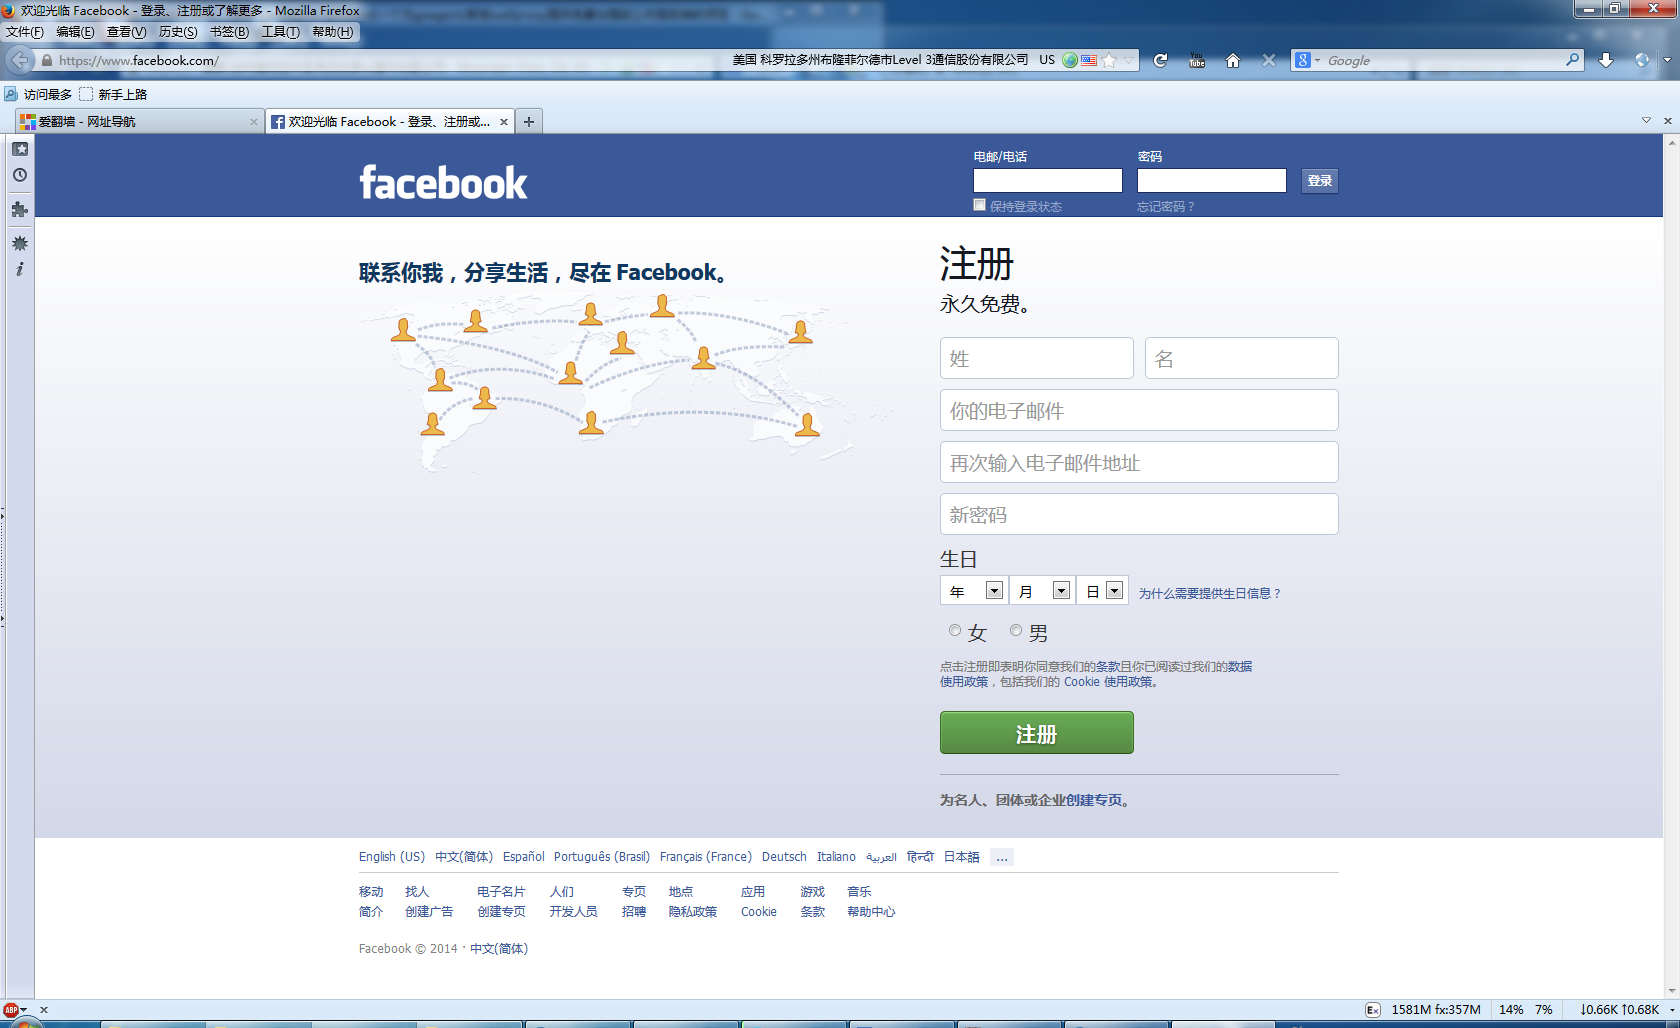 欢迎光临 Facebook - 登录、注册或了解更多 - Mozilla Firefox
文件(F) 编辑(E) 查看(V) 历史(S) 书签(B) 工具(T) 帮助(H)
https://www.facebook.com/ 美国 科罗拉多州布隆菲尔德市Level 3通信股份有限公司 US You Tube Google
访问最多 新手上路
爱翻墙 - 网址导航 欢迎光临 Facebook - 登录、注册或...
facebook
电邮/电话 密码
登录
保持登录状态 忘记密码？
联系你我，分享生活，尽在 Facebook。
注册
永久免费。
姓 名
你的电子邮件
再次输入电子邮件地址
新密码
生日
年 月 日 为什么需要提供生日信息？
女 男
点击注册即表明你同意我们的条款且你已阅读过我们的数据
使用政策，包括我们的 Cookie 使用政策。
注册
为名人、团体或企业创建专页。
English (US) 中文(简体) Español Português (Brasil) Français (France) Deutsch Italiano العربية हिन्दी 日本語 ...
移动 找人 电子名片 人们 专页 地点 应用 游戏 音乐
简介 创建广告 创建专页 开发人员 招聘 隐私政策 Cookie 条款 帮助中心
Facebook © 2014 · 中文(简体)
ABP Ex 1581M fx:357M 14% 7% ↓0.66K ↑0.68K